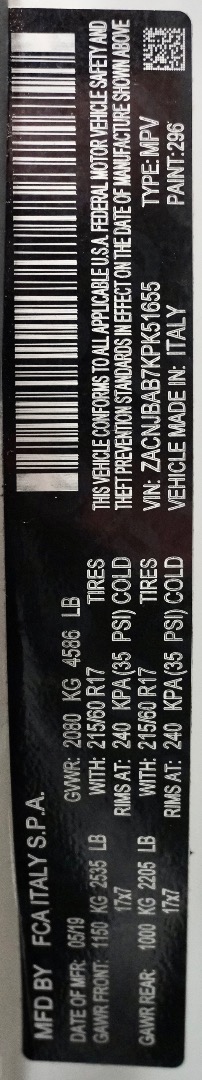 MFD BY FCA ITALY S.P.A.
DATE OF MFR: 05/19 GVWR: 2080 KG 4586 LB
GAWR FRONT: 1150 KG 2535 LB WITH: 215/60 R17 TIRES
17x7 RIMS AT: 240 KPA(35 PSI) COLD
GAWR REAR: 1000 KG 2205 LB WITH: 215/60 R17 TIRES
17x7 RIMS AT: 240 KPA(35 PSI) COLD
THIS VEHICLE CONFORMS TO ALL APPLICABLE U.S.A. FEDERAL MOTOR VEHICLE SAFETY AND
THEFT PREVENTION STANDARDS IN EFFECT ON THE DATE OF MANUFACTURE SHOWN ABOVE
VIN: ZACNJBAB7KPK51655 TYPE:MPV
VEHICLE MADE IN: ITALY PAINT:296